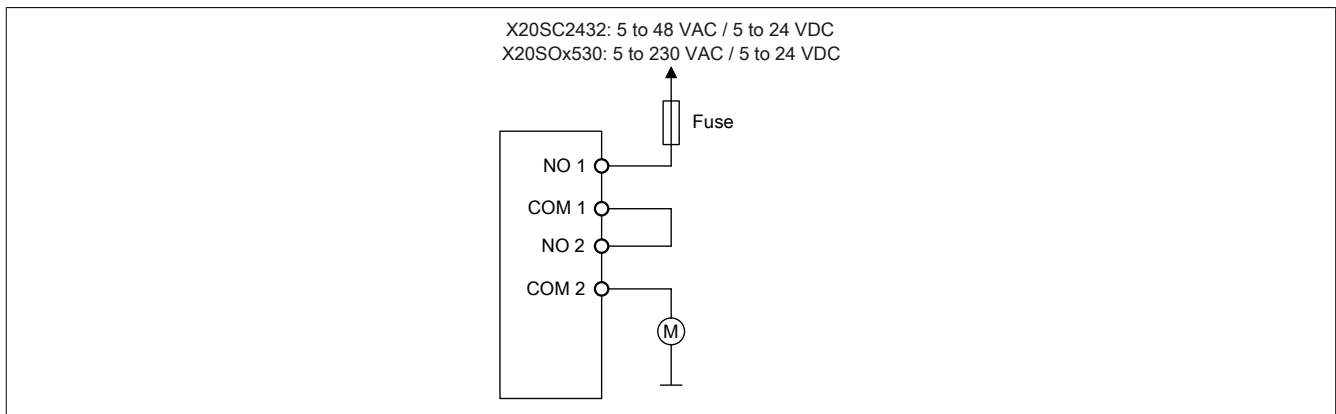 X20SC2432: 5 to 48 VAC / 5 to 24 VDC
X20SOx530: 5 to 230 VAC / 5 to 24 VDC
Fuse
NO 1
COM 1
NO 2
COM 2
M